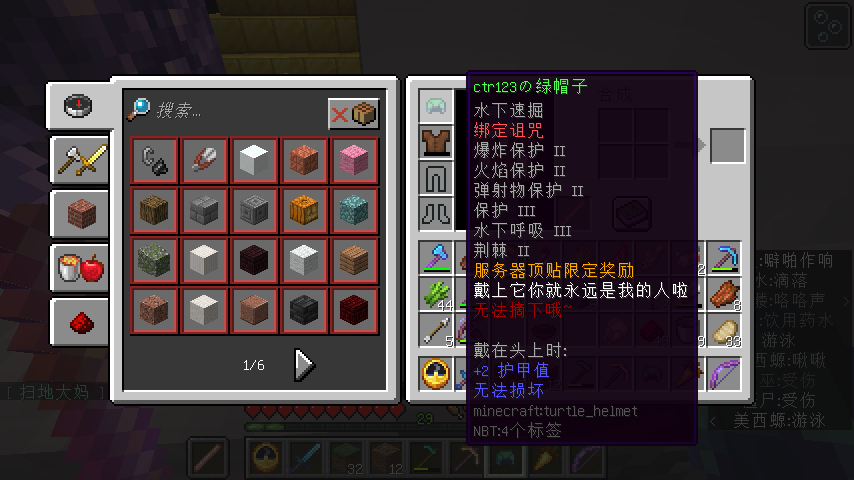 搜索...
1/6
合成
ctr123の绿帽子
水下速掘
绑定诅咒
爆炸保护 II
火焰保护 II
弹射物保护 II
保护 III
水下呼吸 III
荆棘 II
服务器顶贴限定奖励
戴上它你就永远是我的人啦
无法摘下哦~
戴在头上时:
+2 护甲值
无法损坏
minecraft:turtle_helmet
NBT:4个标签
44
5
2
8
33
:噼啪作响
水:滴落
:咯咯声
:饮用药水
:游泳
西螈:啾啾
巫:受伤
尸:受伤
< 美西螈:游泳
[ 扫地大妈 ]
29
32
12